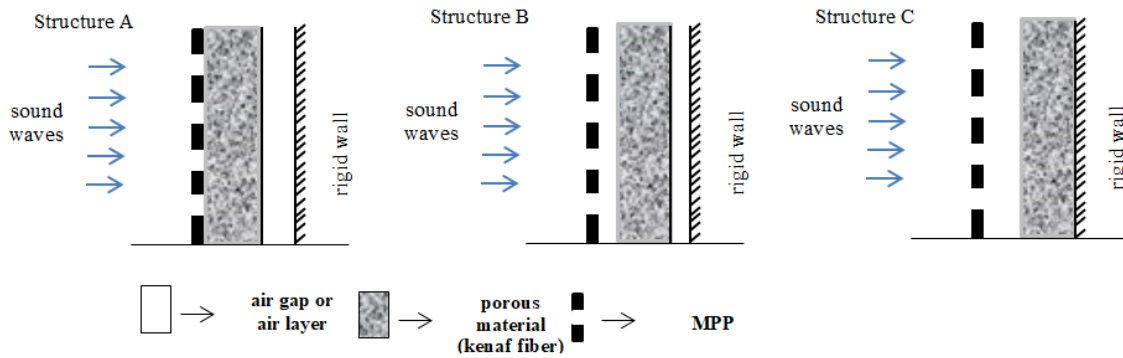 Structure A
sound
waves
rigid wall
Structure B
sound
waves
rigid wall
Structure C
sound
waves
rigid wall
air gap or
air layer
porous
material
(kenaf fiber)
MPP